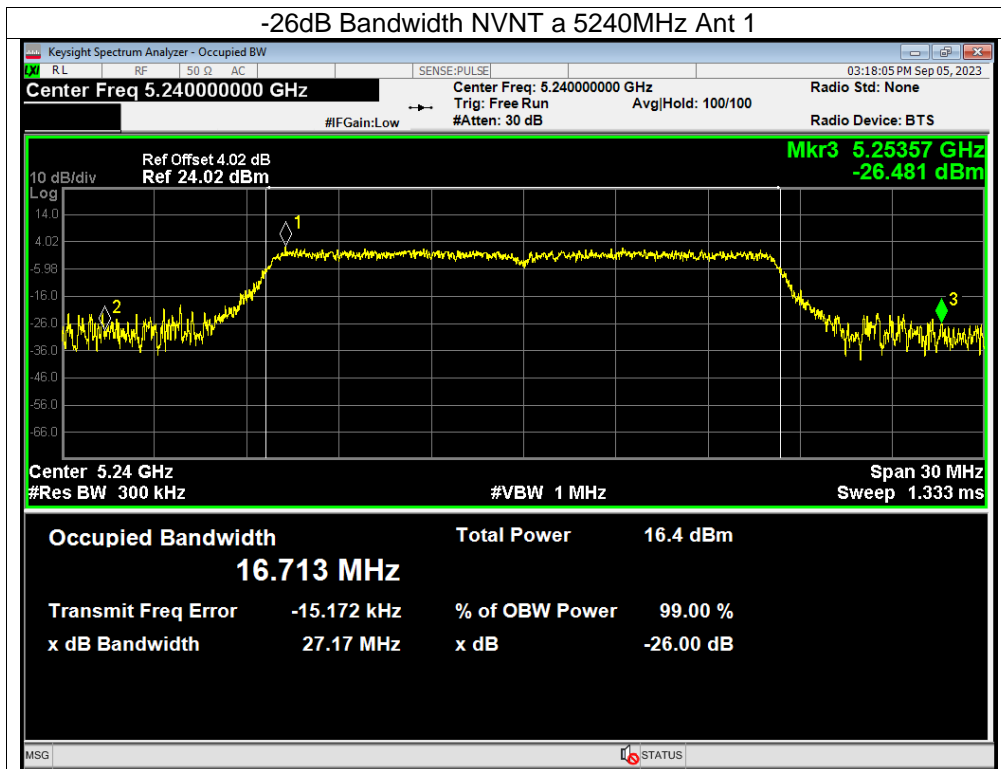 -26dB Bandwidth NVNT a 5240MHz Ant 1
Keysight Spectrum Analyzer - Occupied BW
LXI RL RF 50 Ω AC SENSE:PULSE 03:18:05 PM Sep 05, 2023
Center Freq 5.240000000 GHz Center Freq: 5.240000000 GHz Radio Std: None
Trig: Free Run Avg|Hold: 100/100
#IFGain:Low #Atten: 30 dB Radio Device: BTS
Mkr3 5.25357 GHz
-26.481 dBm
Ref Offset 4.02 dB
10 dB/div Ref 24.02 dBm
Log
14.0
4.02
-5.98
-16.0
-26.0
-36.0
-46.0
-56.0
-66.0
1
2
3
Center 5.24 GHz Span 30 MHz
#Res BW 300 kHz #VBW 1 MHz Sweep 1.333 ms
Occupied Bandwidth Total Power 16.4 dBm
16.713 MHz
Transmit Freq Error -15.172 kHz % of OBW Power 99.00 %
x dB Bandwidth 27.17 MHz x dB -26.00 dB
MSG STATUS